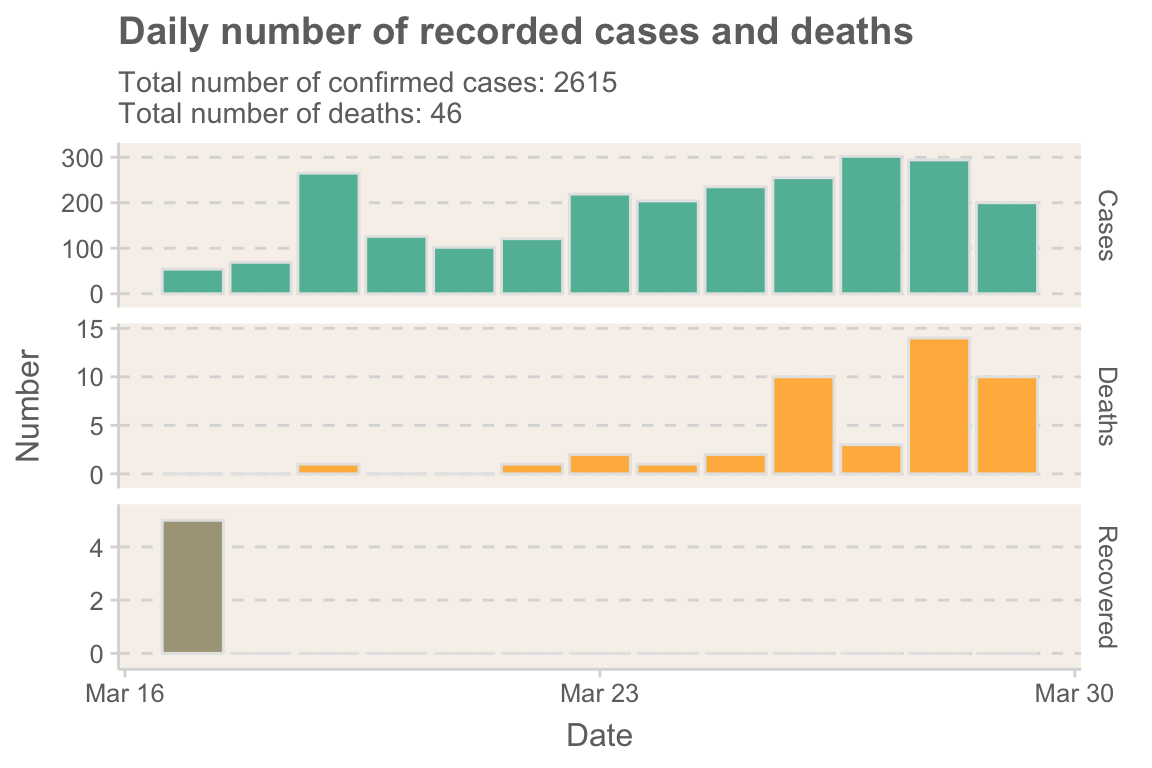 Daily number of recorded cases and deaths
Total number of confirmed cases: 2615
Total number of deaths: 46
300
200
100
0
Cases
15
10
5
0
Deaths
4
2
0
Recovered
Number
Mar 16
Mar 23
Mar 30
Date